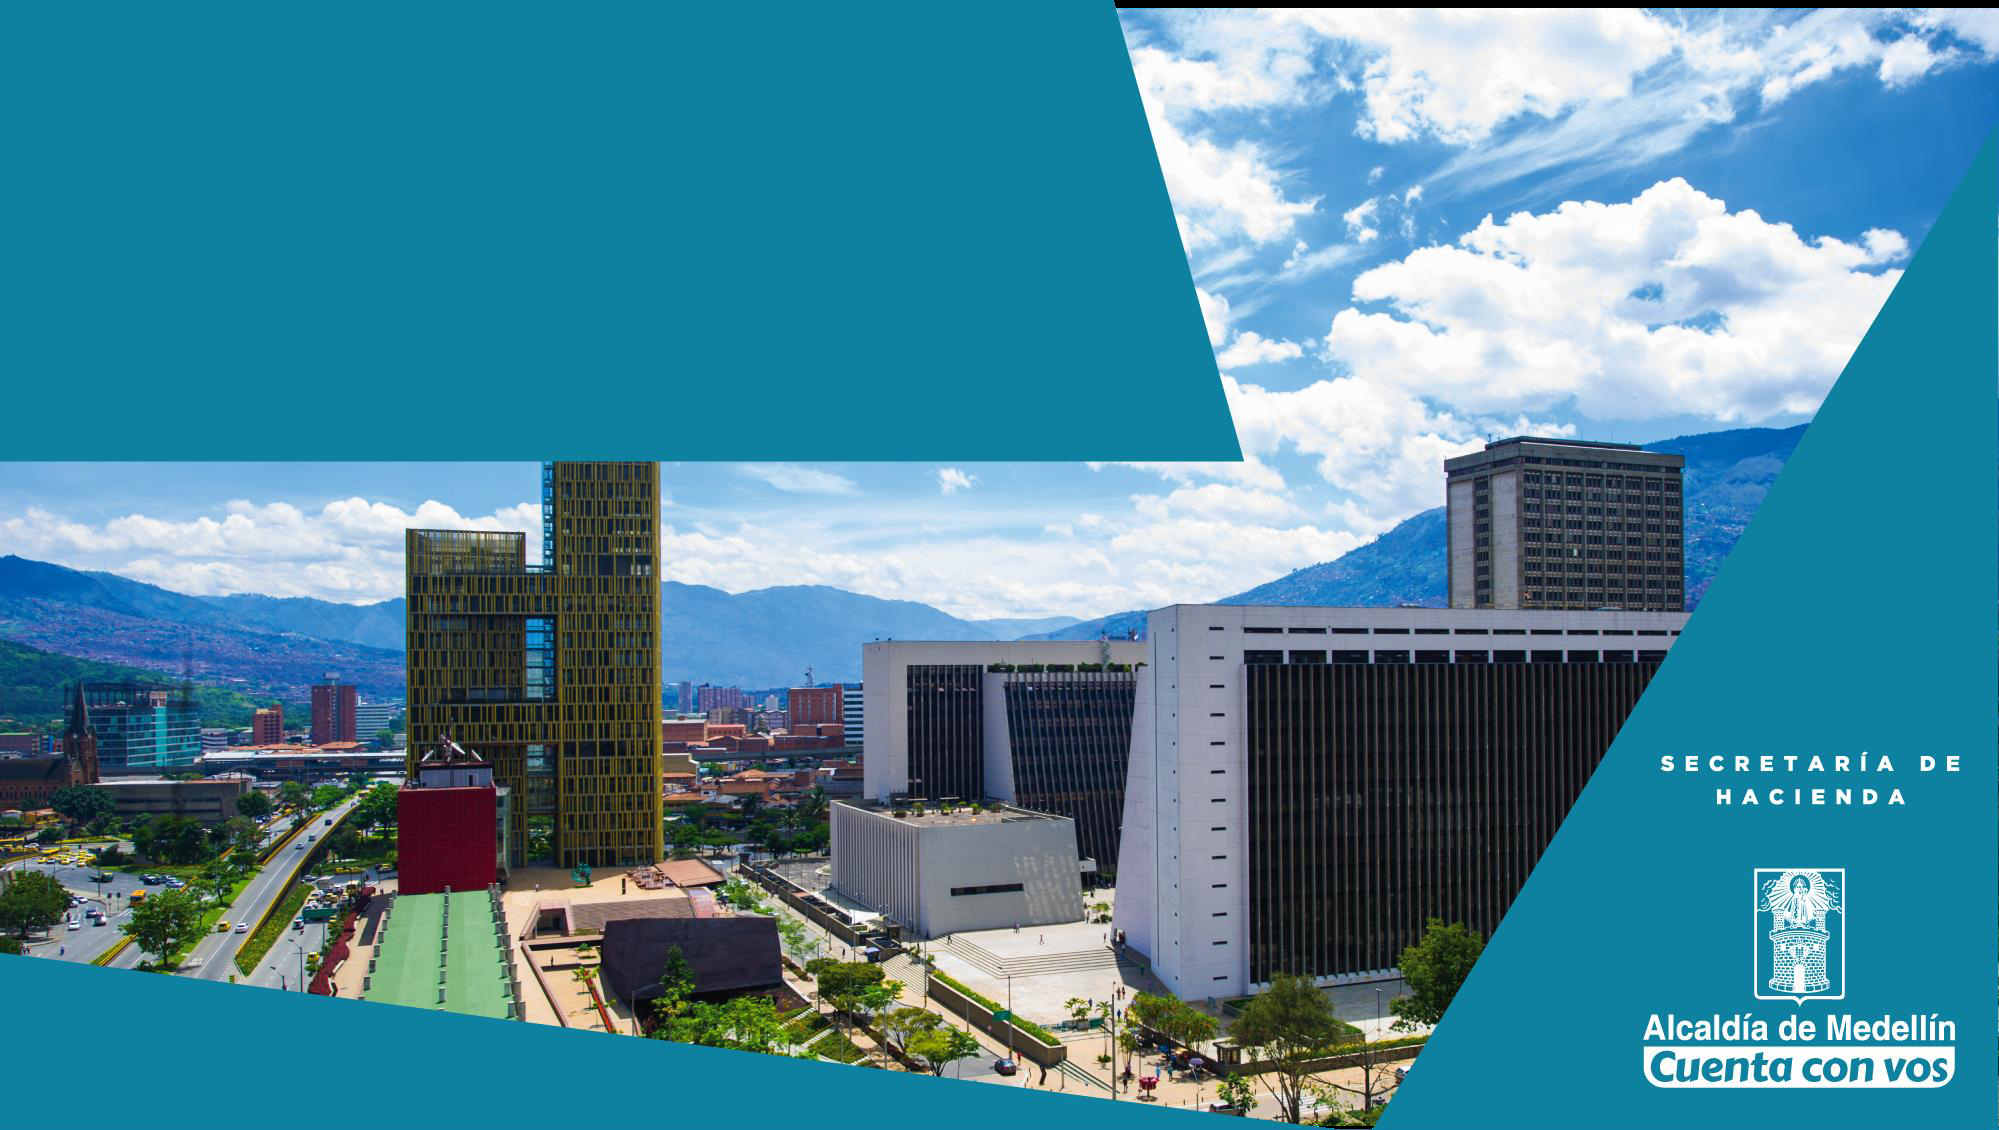 SECRETARÍA DE
HACIENDA
Alcaldía de Medellín
Cuenta con vos